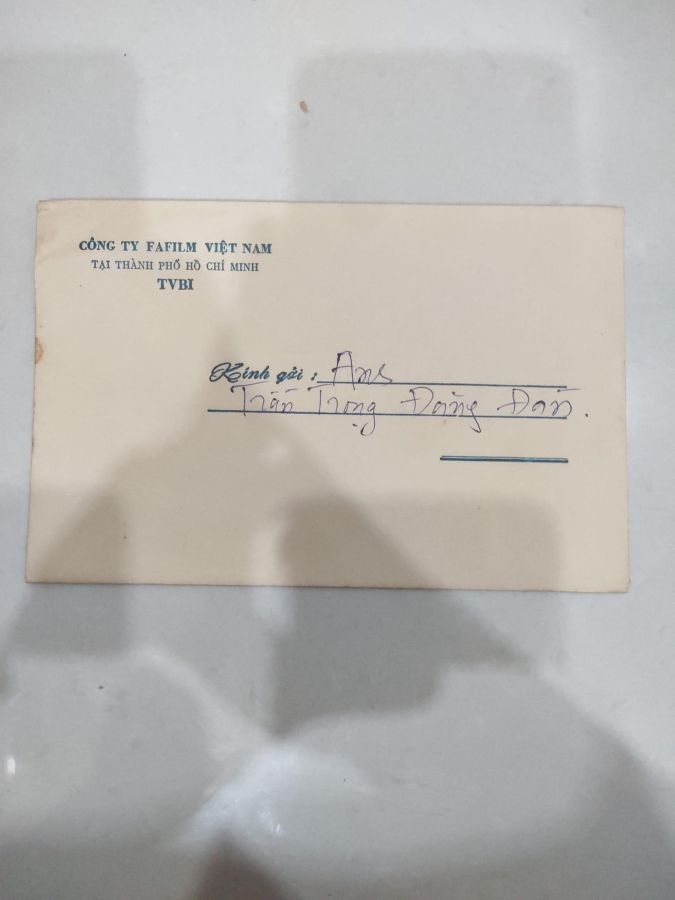 CÔNG TY FAFILM VIỆT NAM
TẠI THÀNH PHỐ HỒ CHÍ MINH
TVBI
Kính gửi : Anh
Trần Trọng Đăng Đàn.